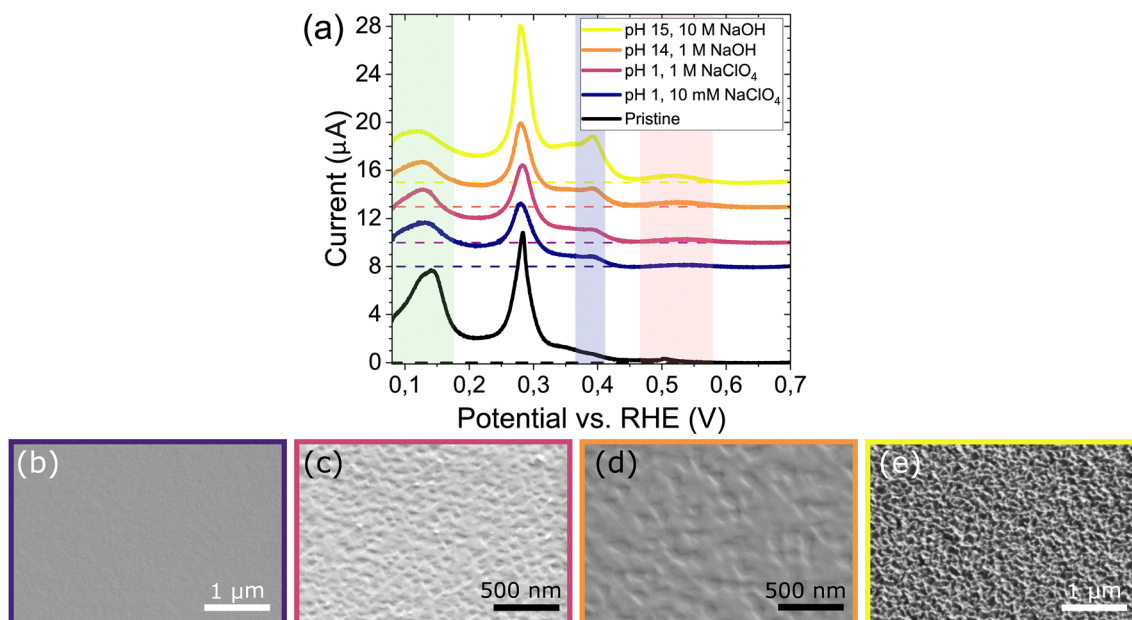 (a)
28
24
20
16
12
8
4
0
Current (µA)
pH 15, 10 M NaOH
pH 14, 1 M NaOH
pH 1, 1 M NaClO₄
pH 1, 10 mM NaClO₄
Pristine
0,1 0,2 0,3 0,4 0,5 0,6 0,7
Potential vs. RHE (V)
(b)
1 µm
(c)
500 nm
(d)
500 nm
(e)
1 µm